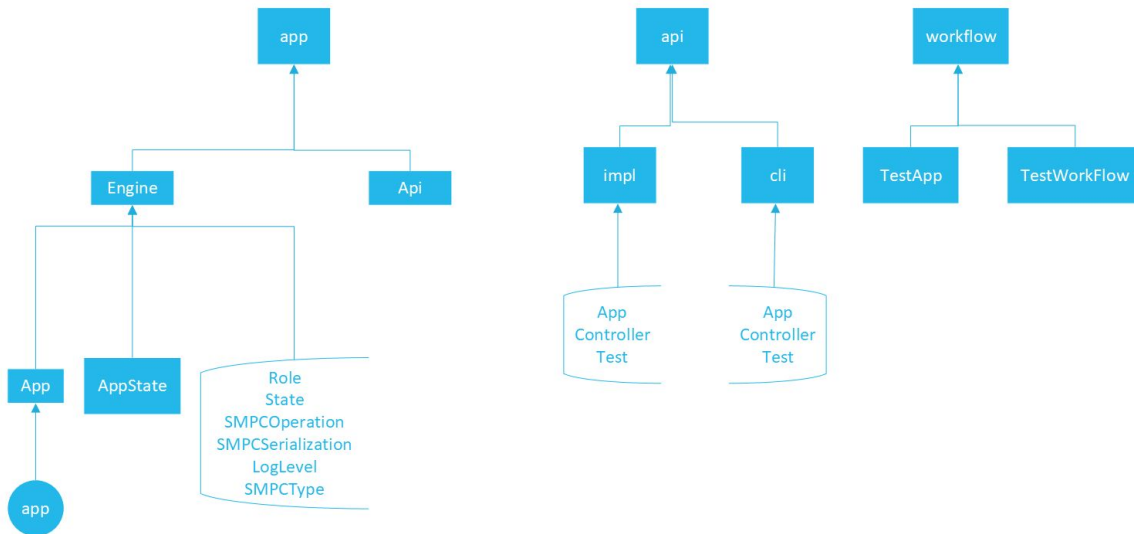 app
api
workflow
Engine
Api
impl
cli
TestApp
TestWorkFlow
App
AppState
Role
State
SMPCOperation
SMPCSerialization
LogLevel
SMPCType
App
Controller
Test
App
Controller
Test
app